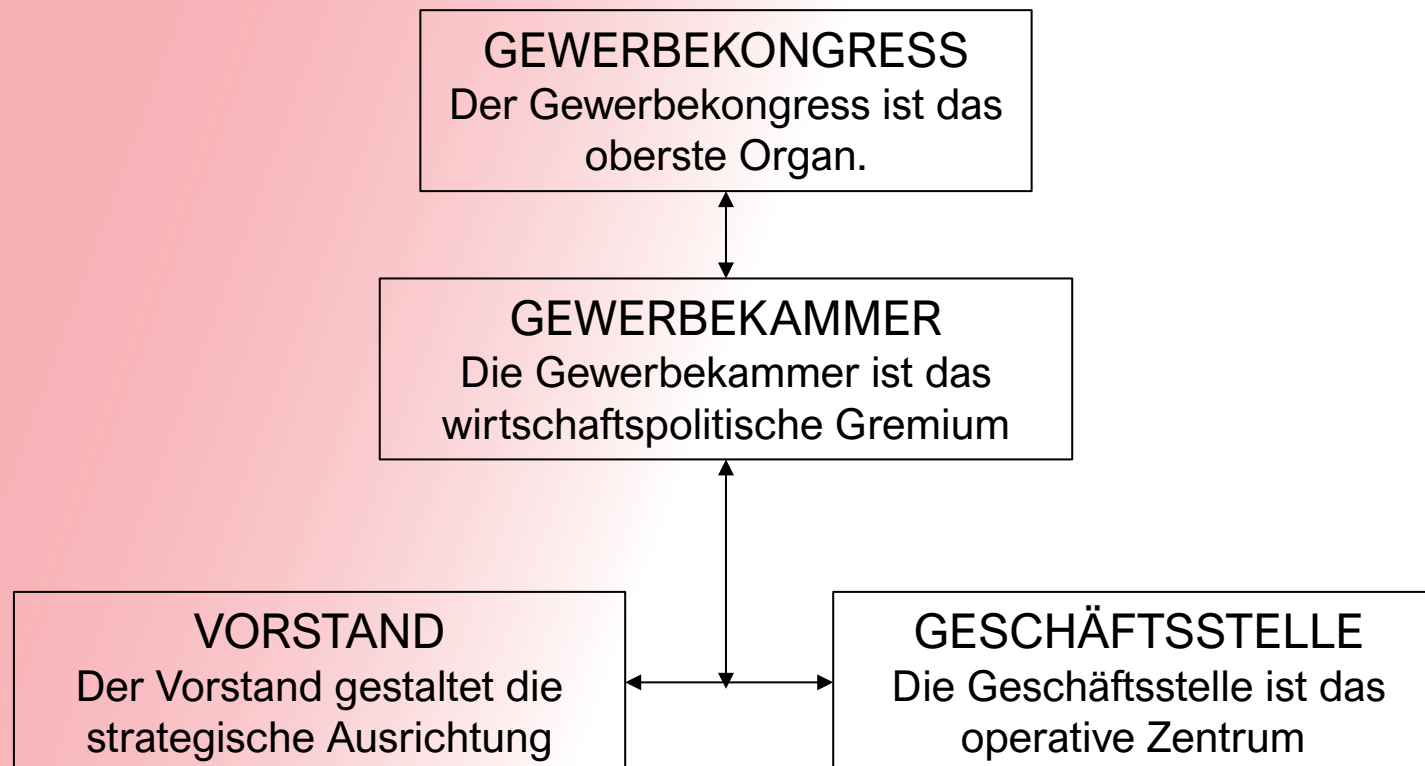 GEWERBEKONGRESS
Der Gewerbekongress ist das
oberste Organ.
GEWERBEKAMMER
Die Gewerbekammer ist das
wirtschaftspolitische Gremium
VORSTAND
Der Vorstand gestaltet die
strategische Ausrichtung
GESCHÄFTSSTELLE
Die Geschäftsstelle ist das
operative Zentrum